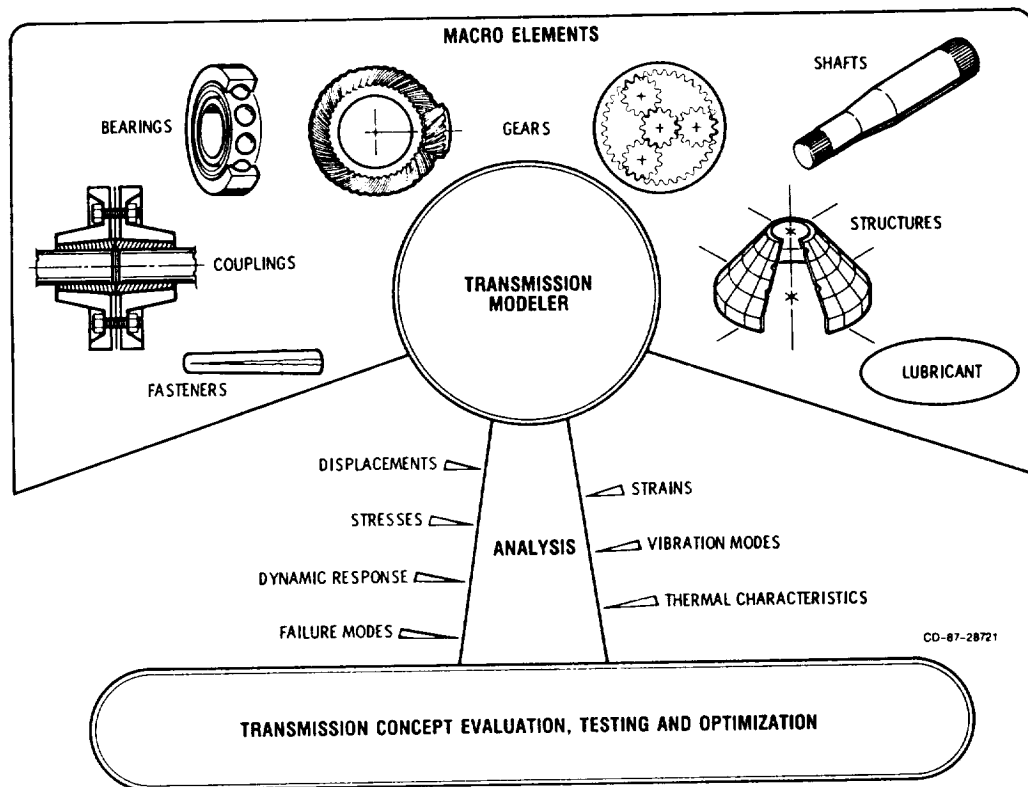 MACRO ELEMENTS
BEARINGS
GEARS
SHAFTS
COUPLINGS
STRUCTURES
TRANSMISSION
MODELER
FASTENERS
LUBRICANT
DISPLACEMENTS
STRAINS
STRESSES
ANALYSIS
VIBRATION MODES
DYNAMIC RESPONSE
THERMAL CHARACTERISTICS
FAILURE MODES
CD-87-28721
TRANSMISSION CONCEPT EVALUATION, TESTING AND OPTIMIZATION